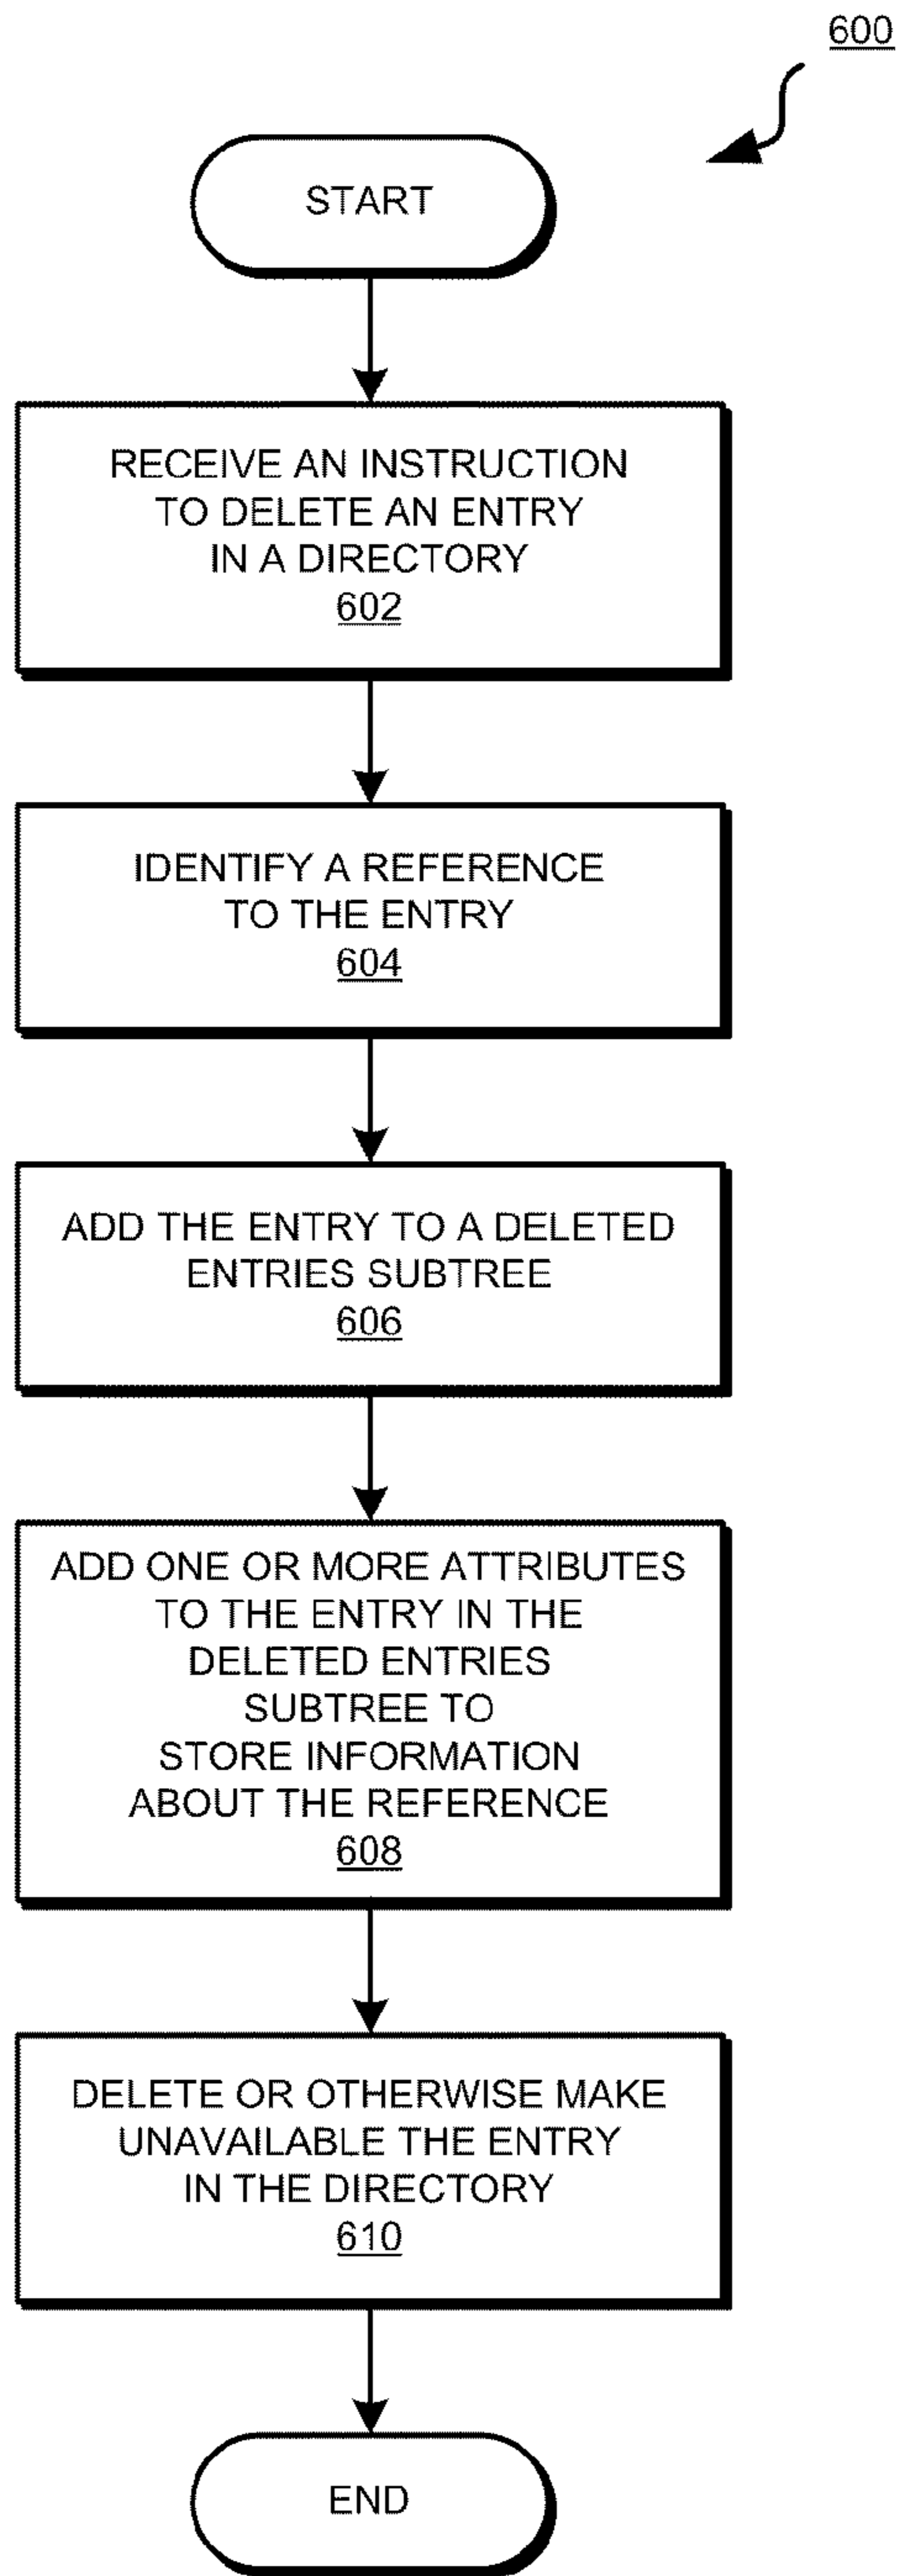 600
START
RECEIVE AN INSTRUCTION
TO DELETE AN ENTRY
IN A DIRECTORY
602
IDENTIFY A REFERENCE
TO THE ENTRY
604
ADD THE ENTRY TO A DELETED
ENTRIES SUBTREE
606
ADD ONE OR MORE ATTRIBUTES
TO THE ENTRY IN THE
DELETED ENTRIES
SUBTREE TO
STORE INFORMATION
ABOUT THE REFERENCE
608
DELETE OR OTHERWISE MAKE
UNAVAILABLE THE ENTRY
IN THE DIRECTORY
610
END